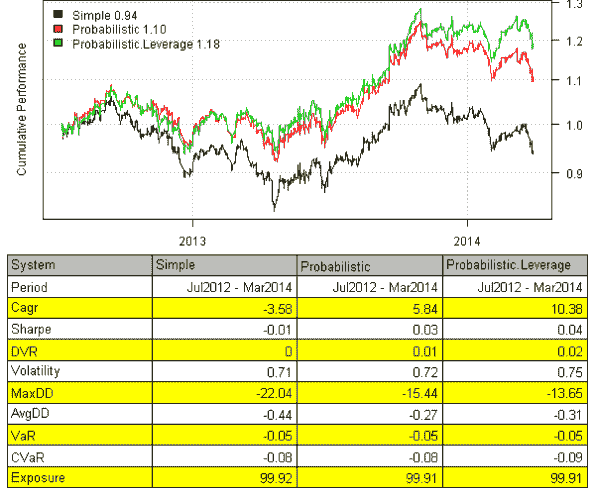 Simple 0.94
Probabilistic 1.10
Probabilistic.Leverage 1.18
Cumulative Performance
1.3
1.2
1.1
1.0
0.9
2013 2014
System Simple Probabilistic Probabilistic.Leverage
Period Jul2012 - Mar2014 Jul2012 - Mar2014 Jul2012 - Mar2014
Cagr -3.58 5.84 10.38
Sharpe -0.01 0.03 0.04
DVR 0 0.01 0.02
Volatility 0.71 0.72 0.75
MaxDD -22.04 -15.44 -13.65
AvgDD -0.44 -0.27 -0.31
VaR -0.05 -0.05 -0.05
CVaR -0.08 -0.08 -0.09
Exposure 99.92 99.91 99.91